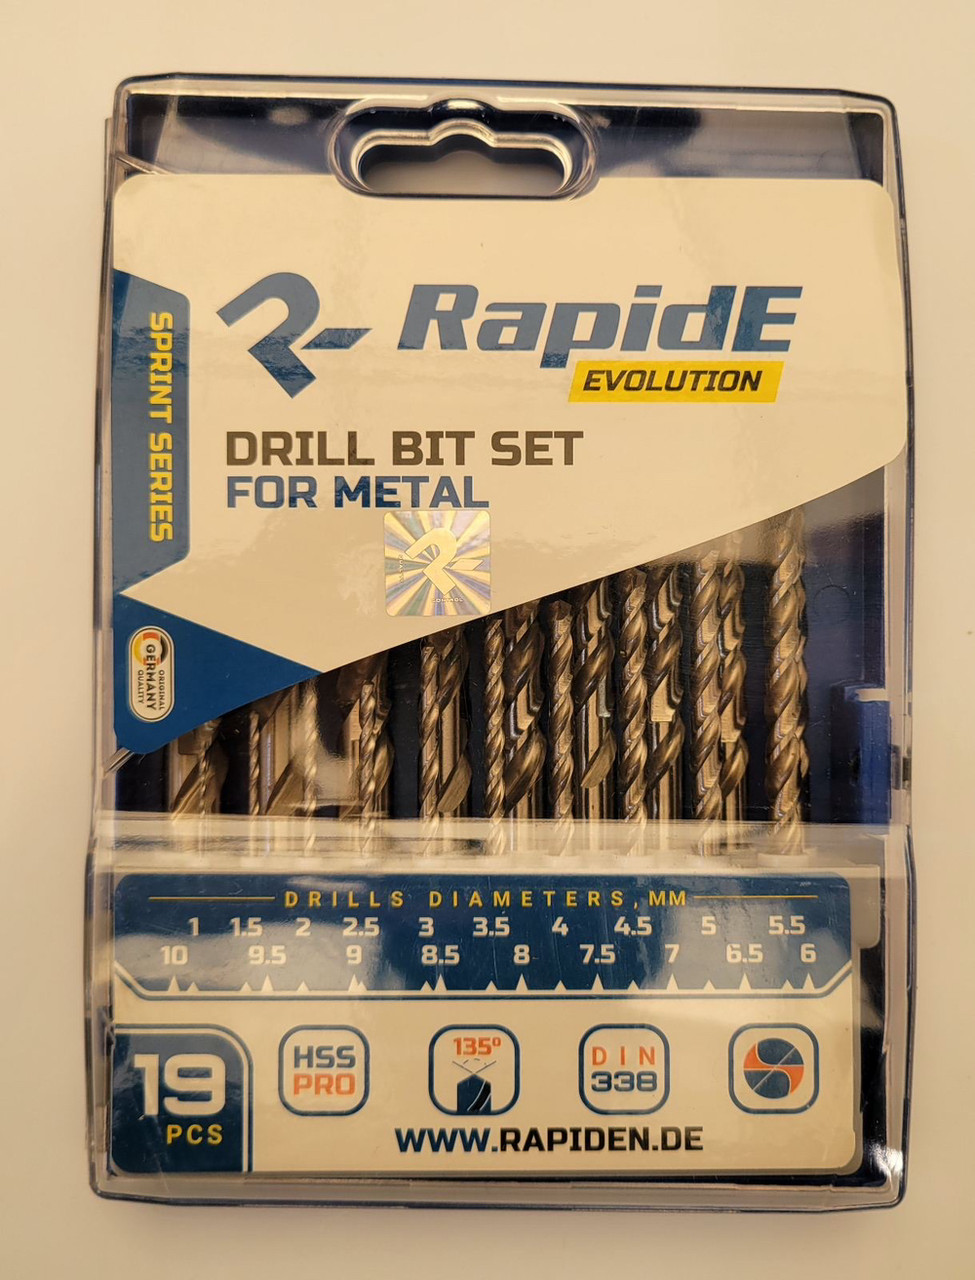 RapidE
EVOLUTION
SPRINT SERIES
DRILL BIT SET
FOR METAL
ORIGINAL
GERMANY
QUALITY
DRILLS DIAMETERS, MM
1 1.5 2 2.5 3 3.5 4 4.5 5 5.5
10 9.5 9 8.5 8 7.5 7 6.5 6
19
PCS
HSS
PRO
135°
DIN
338
WWW.RAPIDEN.DE